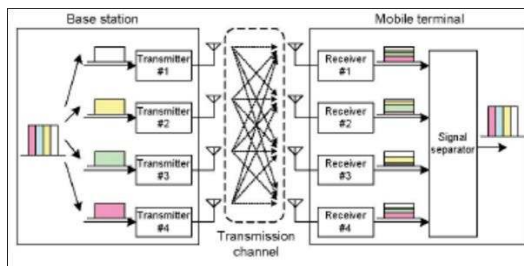 Base station
Mobile terminal
Transmitter
#1
Receiver
#1
Transmitter
#2
Receiver
#2
Signal
separator
Transmitter
#3
Receiver
#3
Transmitter
#4
Receiver
#4
Transmission
channel